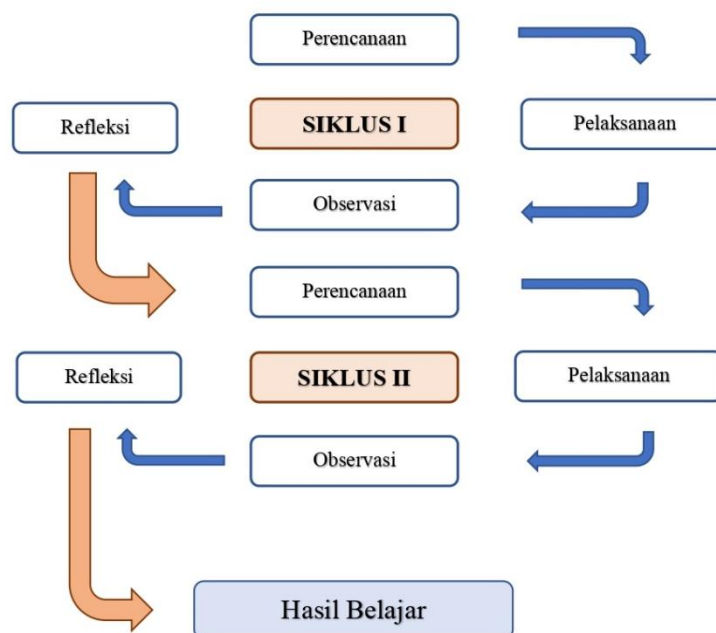 Perencanaan
Refleksi
SIKLUS I
Pelaksanaan
Observasi
Perencanaan
Refleksi
SIKLUS II
Pelaksanaan
Observasi
Hasil Belajar